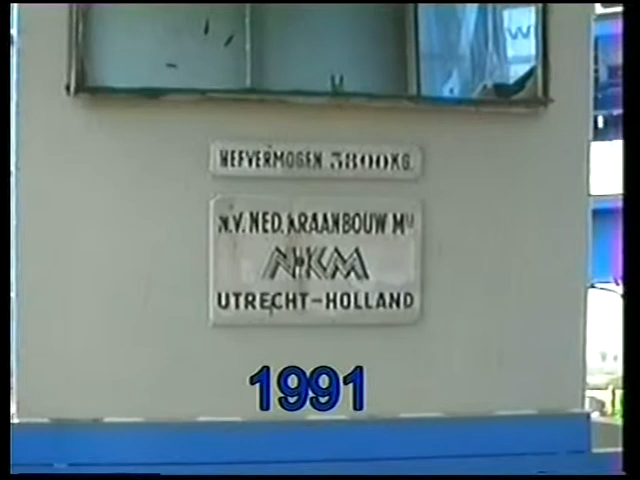 HEFVERMOGEN 3800KG.
N.V. NED. KRAANBOUW Mij
NKM
UTRECHT-HOLLAND
1991